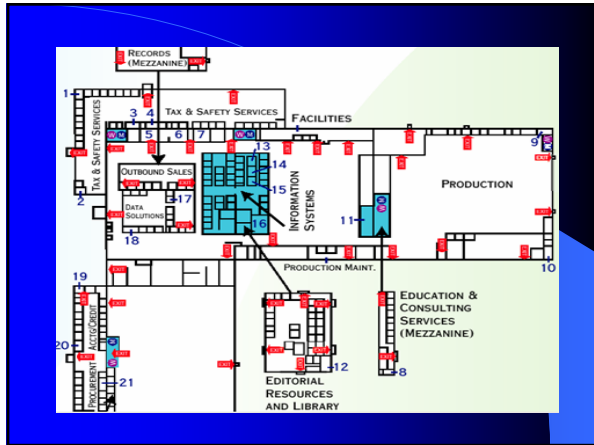 RECORDS
(MEZZANINE)
1
3 4
TAX & SAFETY SERVICES
FACILITIES
5 6 7
9
TAX & SAFETY SERVICES
W M
13
14
15
OUTBOUND SALES
INFORMATION
SYSTEMS
PRODUCTION
2
DATA
SOLUTIONS
17
16
11
18
PRODUCTION MAINT.
10
19
EDUCATION &
CONSULTING
SERVICES
(MEZZANINE)
ACCTG/CREDIT
20
PROCUREMENT
21
12
8
EDITORIAL
RESOURCES
AND LIBRARY
EXIT